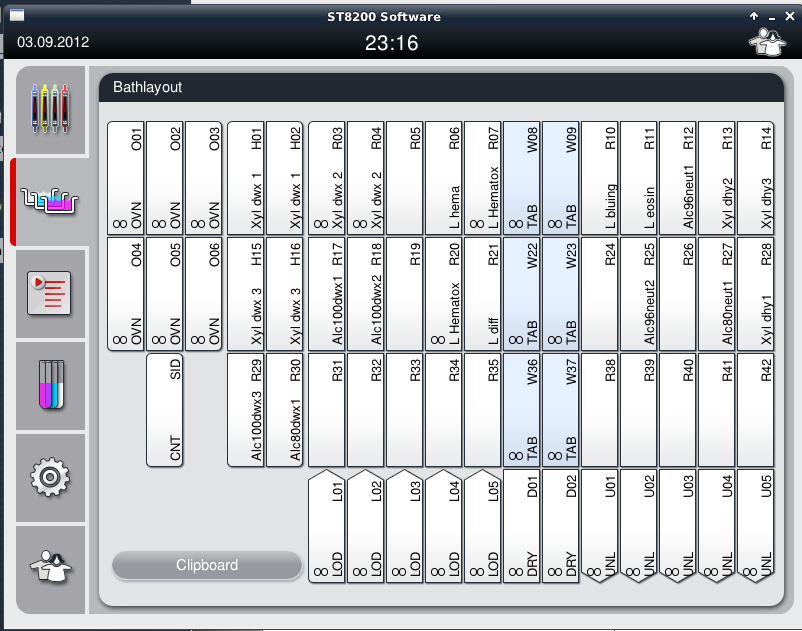 ST8200 Software
03.09.2012
23:16
Bathlayout
OVN O01
OVN O02
OVN O03
Xyl dwx 1 H01
Xyl dwx 1 H02
Xyl dwx 2 R03
Xyl dwx 2 R04
R05
L hema R06
L Hematox R07
TAB W08
TAB W09
L bluing R10
L eosin R11
Alc96neut1 R12
Xyl dhy2 R13
Xyl dhy3 R14
OVN O04
OVN O05
OVN O06
Xyl dwx 3 H15
Xyl dwx 3 H16
Alc100dwx1 R17
Alc100dwx2 R18
R19
L Hematox R20
L diff R21
TAB W22
TAB W23
R24
Alc96neut2 R25
R26
Alc80neut1 R27
Xyl dhy1 R28
CNT SID
Alc100dwx3 R29
Alc80dwx1 R30
R31
R32
R33
R34
R35
TAB W36
TAB W37
R38
R39
R40
R41
R42
LOD L01
LOD L02
LOD L03
LOD L04
LOD L05
DRY D01
DRY D02
UNL U01
UNL U02
UNL U03
UNL U04
UNL U05
Clipboard